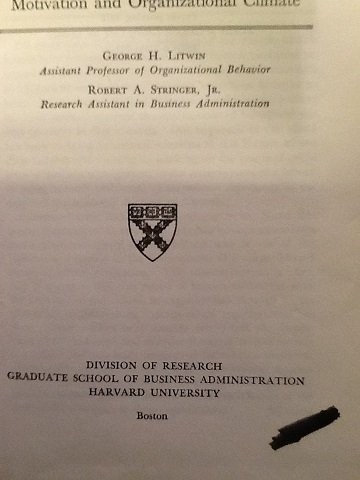 Motivation and Organizational Climate
GEORGE H. LITWIN
Assistant Professor of Organizational Behavior
ROBERT A. STRINGER, JR.
Research Assistant in Business Administration
DIVISION OF RESEARCH
GRADUATE SCHOOL OF BUSINESS ADMINISTRATION
HARVARD UNIVERSITY
Boston